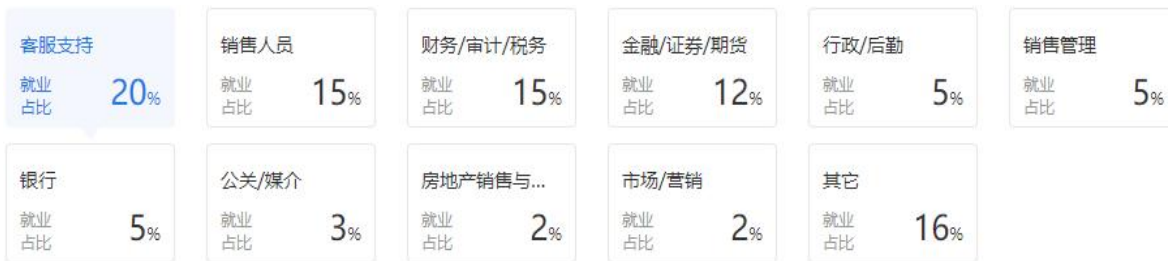 客服支持
就业
占比
20%
销售人员
就业
占比
15%
财务/审计/税务
就业
占比
15%
金融/证券/期货
就业
占比
12%
行政/后勤
就业
占比
5%
销售管理
就业
占比
5%
银行
就业
占比
5%
公关/媒介
就业
占比
3%
房地产销售与...
就业
占比
2%
市场/营销
就业
占比
2%
其它
就业
占比
16%